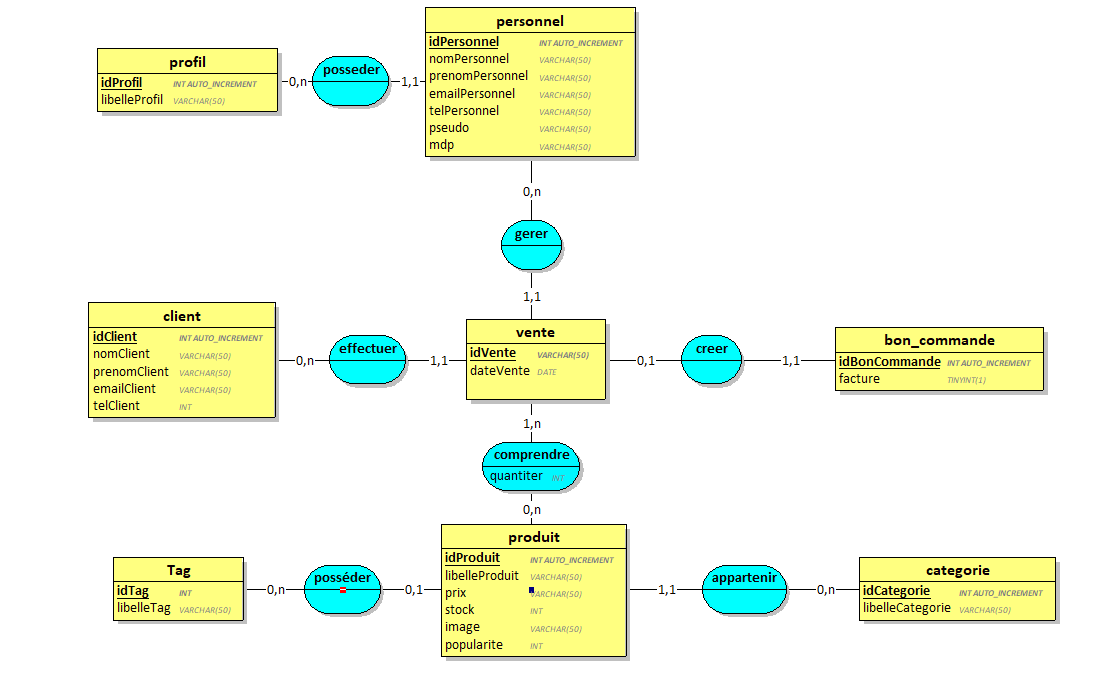 personnel
idPersonnel INT AUTO_INCREMENT
nomPersonnel VARCHAR(50)
prenomPersonnel VARCHAR(50)
emailPersonnel VARCHAR(50)
telPersonnel VARCHAR(50)
pseudo VARCHAR(50)
mdp VARCHAR(50)
profil
idProfil INT AUTO_INCREMENT
libelleProfil VARCHAR(50)
0,n
posseder
1,1
0,n
gerer
1,1
client
idClient INT AUTO_INCREMENT
nomClient VARCHAR(50)
prenomClient VARCHAR(50)
emailClient VARCHAR(50)
telClient INT
0,n
effectuer
1,1
vente
idVente VARCHAR(50)
dateVente DATE
0,1
creer
1,1
bon_commande
idBonCommande INT AUTO_INCREMENT
facture TINYINT(1)
1,n
comprendre
quantiter INT
0,n
Tag
idTag INT
libelleTag VARCHAR(50)
0,n
posséder
0,1
produit
idProduit INT AUTO_INCREMENT
libelleProduit VARCHAR(50)
prix VARCHAR(50)
stock INT
image VARCHAR(50)
popularite INT
1,1
appartenir
0,n
categorie
idCategorie INT AUTO_INCREMENT
libelleCategorie VARCHAR(50)